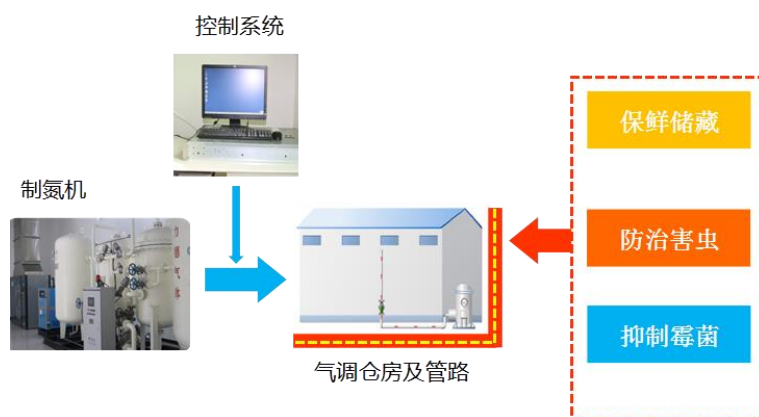 控制系统
保鲜储藏
制氮机
防治害虫
抑制霉菌
气调仓房及管路